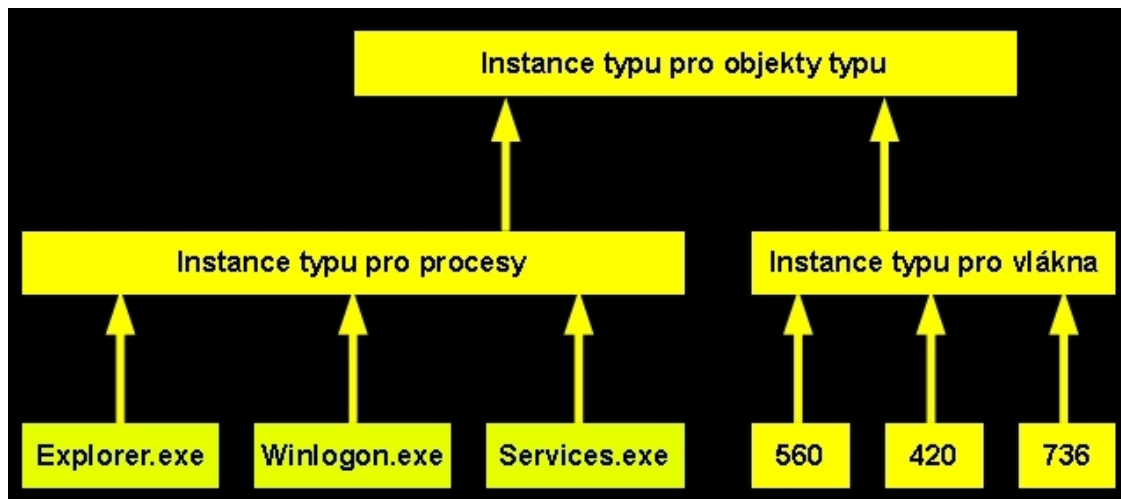 Instance typu pro objekty typu
Instance typu pro procesy
Instance typu pro vlákna
Explorer.exe
Winlogon.exe
Services.exe
560
420
736